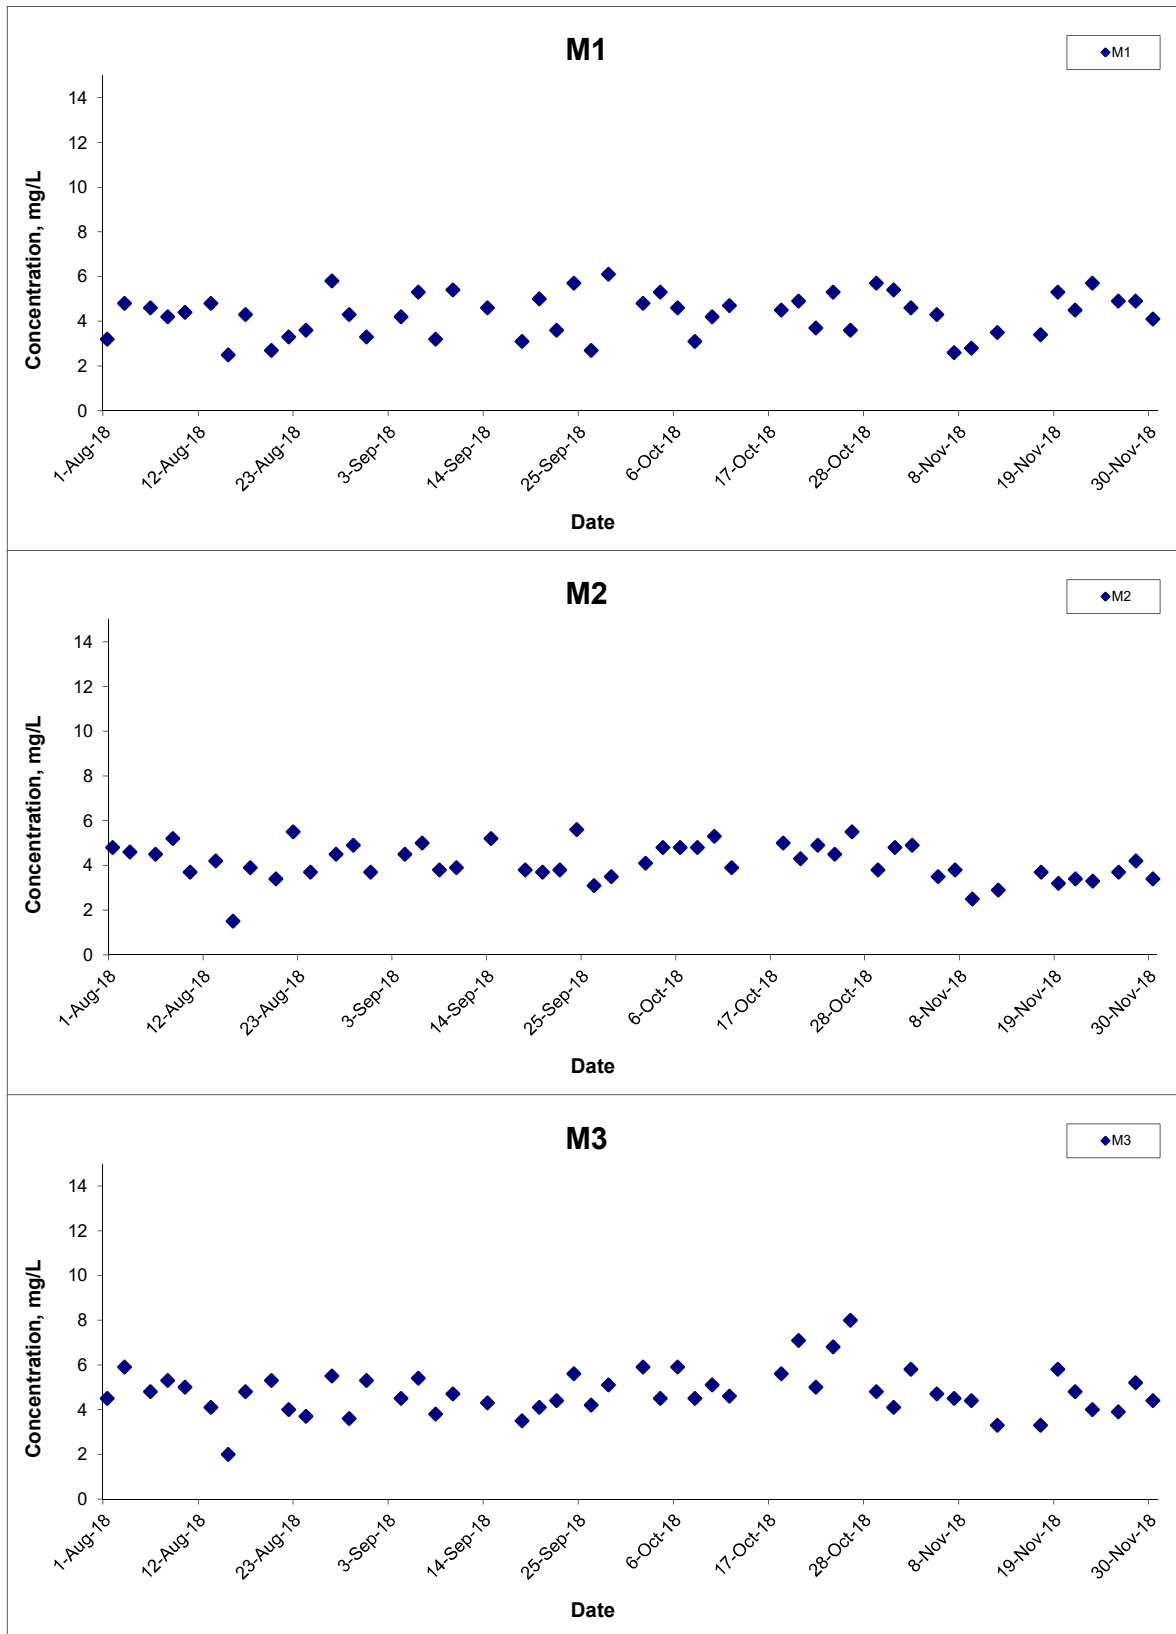 M1
M1
14
12
10
8
6
4
2
0
Concentration, mg/L
1-Aug-18
12-Aug-18
23-Aug-18
3-Sep-18
14-Sep-18
25-Sep-18
6-Oct-18
17-Oct-18
28-Oct-18
8-Nov-18
19-Nov-18
30-Nov-18
Date
M2
M2
14
12
10
8
6
4
2
0
Concentration, mg/L
1-Aug-18
12-Aug-18
23-Aug-18
3-Sep-18
14-Sep-18
25-Sep-18
6-Oct-18
17-Oct-18
28-Oct-18
8-Nov-18
19-Nov-18
30-Nov-18
Date
M3
M3
14
12
10
8
6
4
2
0
Concentration, mg/L
1-Aug-18
12-Aug-18
23-Aug-18
3-Sep-18
14-Sep-18
25-Sep-18
6-Oct-18
17-Oct-18
28-Oct-18
8-Nov-18
19-Nov-18
30-Nov-18
Date